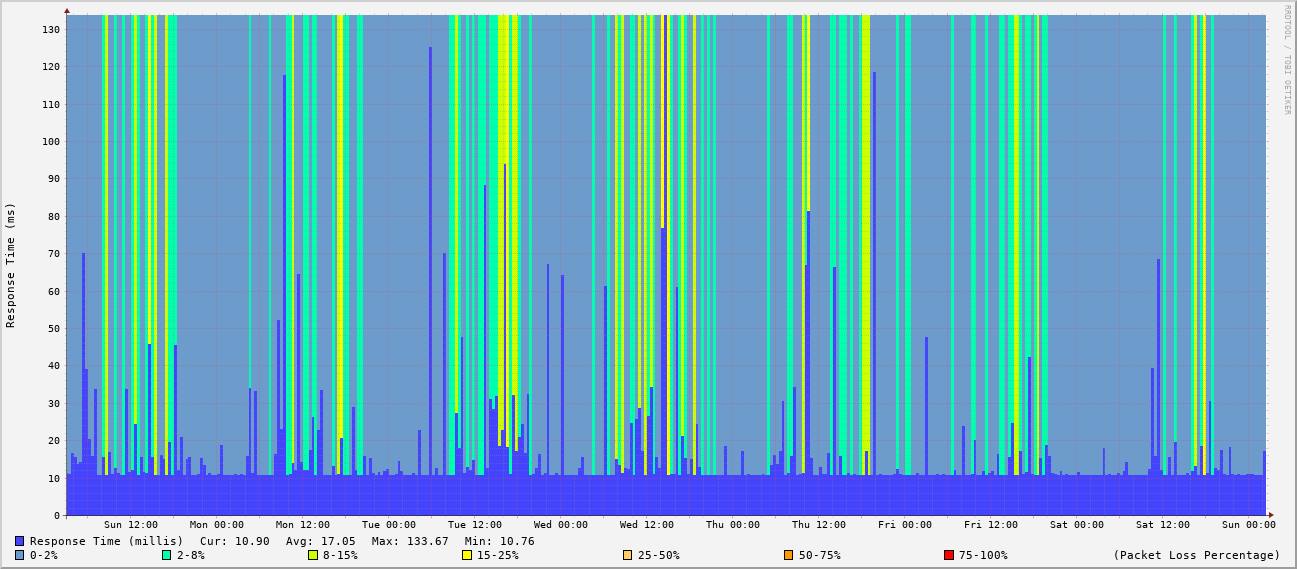 RRDTOOL / TOBI OETIKER
Response Time (ms)
130
120
110
100
90
80
70
60
50
40
30
20
10
0
Sun 12:00 Mon 00:00 Mon 12:00 Tue 00:00 Tue 12:00 Wed 00:00 Wed 12:00 Thu 00:00 Thu 12:00 Fri 00:00 Fri 12:00 Sat 00:00 Sat 12:00 Sun 00:00
Response Time (millis) Cur: 10.90 Avg: 17.05 Max: 133.67 Min: 10.76
0-2% 2-8% 8-15% 15-25% 25-50% 50-75% 75-100% (Packet Loss Percentage)